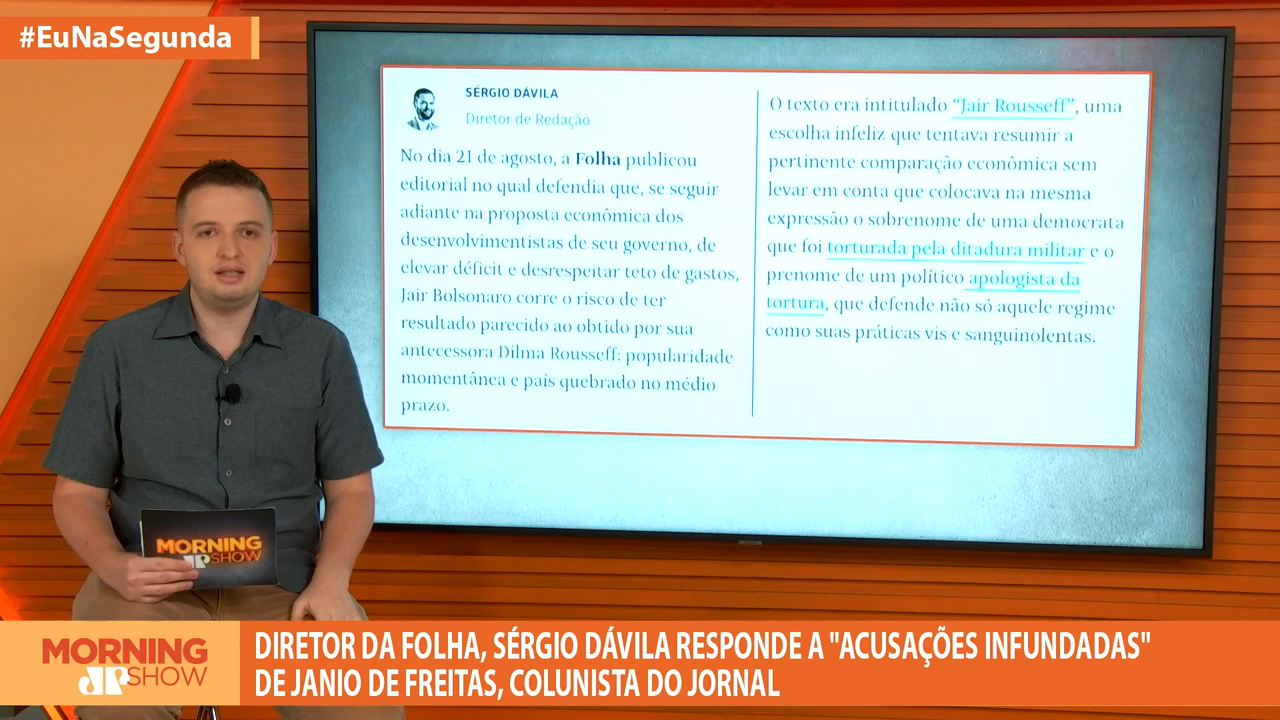 #EuNaSegunda
SÉRGIO DÁVILA
Diretor de Redação
No dia 21 de agosto, a Folha publicou
editorial no qual defendia que, se seguir
adiante na proposta econômica dos
desenvolvimentistas de seu governo, de
elevar déficit e desrespeitar teto de gastos,
Jair Bolsonaro corre o risco de ter
resultado parecido ao obtido por sua
antecessora Dilma Rousseff: popularidade
momentânea e país quebrado no médio
prazo.
O texto era intitulado “Jair Rousseff”, uma
escolha infeliz que tentava resumir a
pertinente comparação econômica sem
levar em conta que colocava na mesma
expressão o sobrenome de uma democrata
que foi torturada pela ditadura militar e o
prenome de um político apologista da
tortura, que defende não só aquele regime
como suas práticas vis e sanguinolentas.
MORNING
JP SHOW
MORNING
JP SHOW
DIRETOR DA FOLHA, SÉRGIO DÁVILA RESPONDE A "ACUSAÇÕES INFUNDADAS"
DE JANIO DE FREITAS, COLUNISTA DO JORNAL